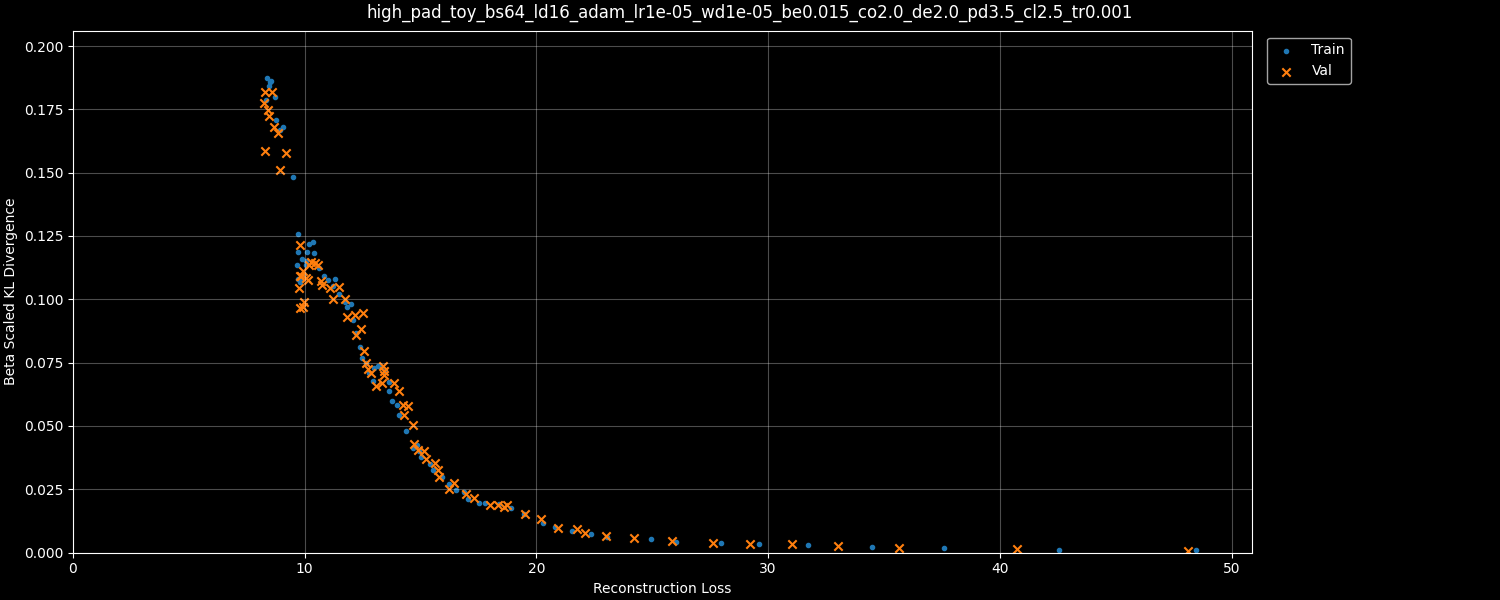 high_pad_toy_bs64_ld16_adam_lr1e-05_wd1e-05_be0.015_co2.0_de2.0_pd3.5_cl2.5_tr0.001
Train
Val
0.200
0.175
0.150
0.125
0.100
0.075
0.050
0.025
0.000
Beta Scaled KL Divergence
0 10 20 30 40 50
Reconstruction Loss